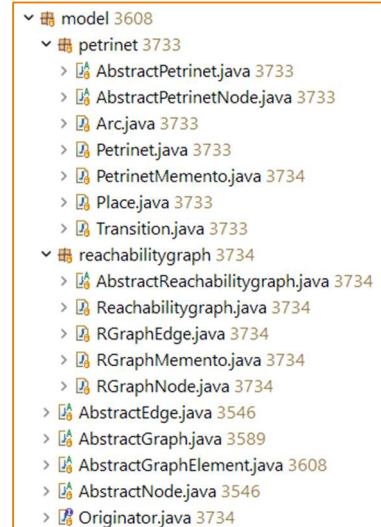 model 3608
petrinet 3733
AbstractPetrinet.java 3733
AbstractPetrinetNode.java 3733
Arc.java 3733
Petrinet.java 3733
PetrinetMemento.java 3734
Place.java 3733
Transition.java 3733
reachabilitygraph 3734
AbstractReachabilitygraph.java 3734
Reachabilitygraph.java 3734
RGraphEdge.java 3734
RGraphMemento.java 3734
RGraphNode.java 3734
AbstractEdge.java 3546
AbstractGraph.java 3589
AbstractGraphElement.java 3608
AbstractNode.java 3546
Originator.java 3734